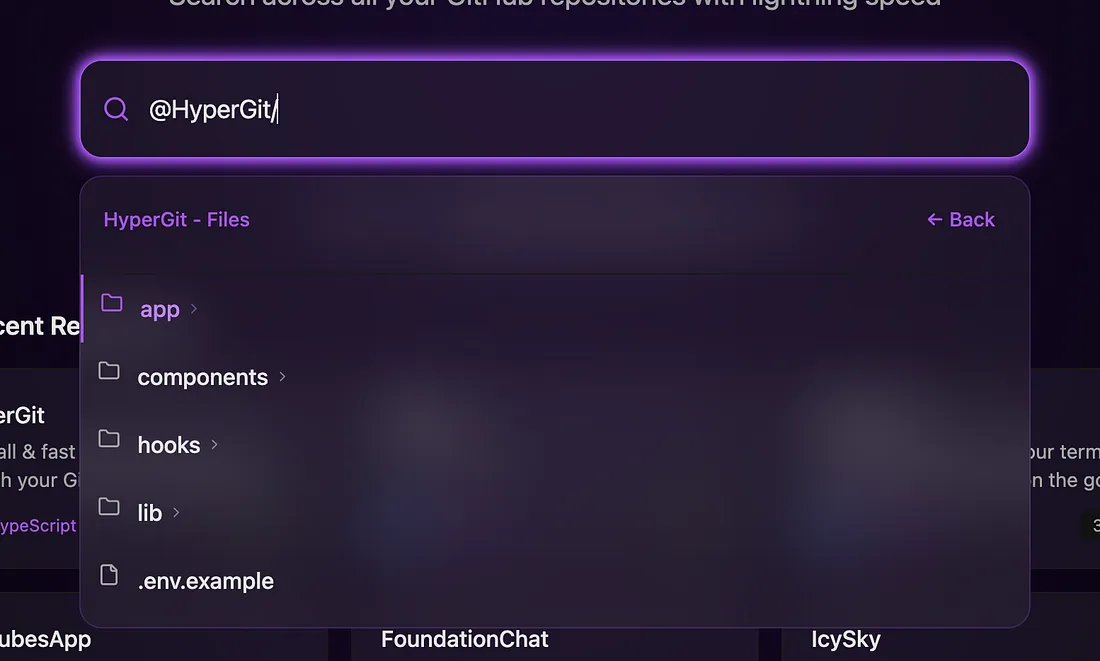 Search across all your GitHub repositories with lightning speed
@HyperGit/
HyperGit - Files
← Back
app
components
hooks
lib
.env.example
cent Re
erGit
all & fast
h your Gi
ypeScript
our term
n the go
3
ubesApp
FoundationChat
IcySky